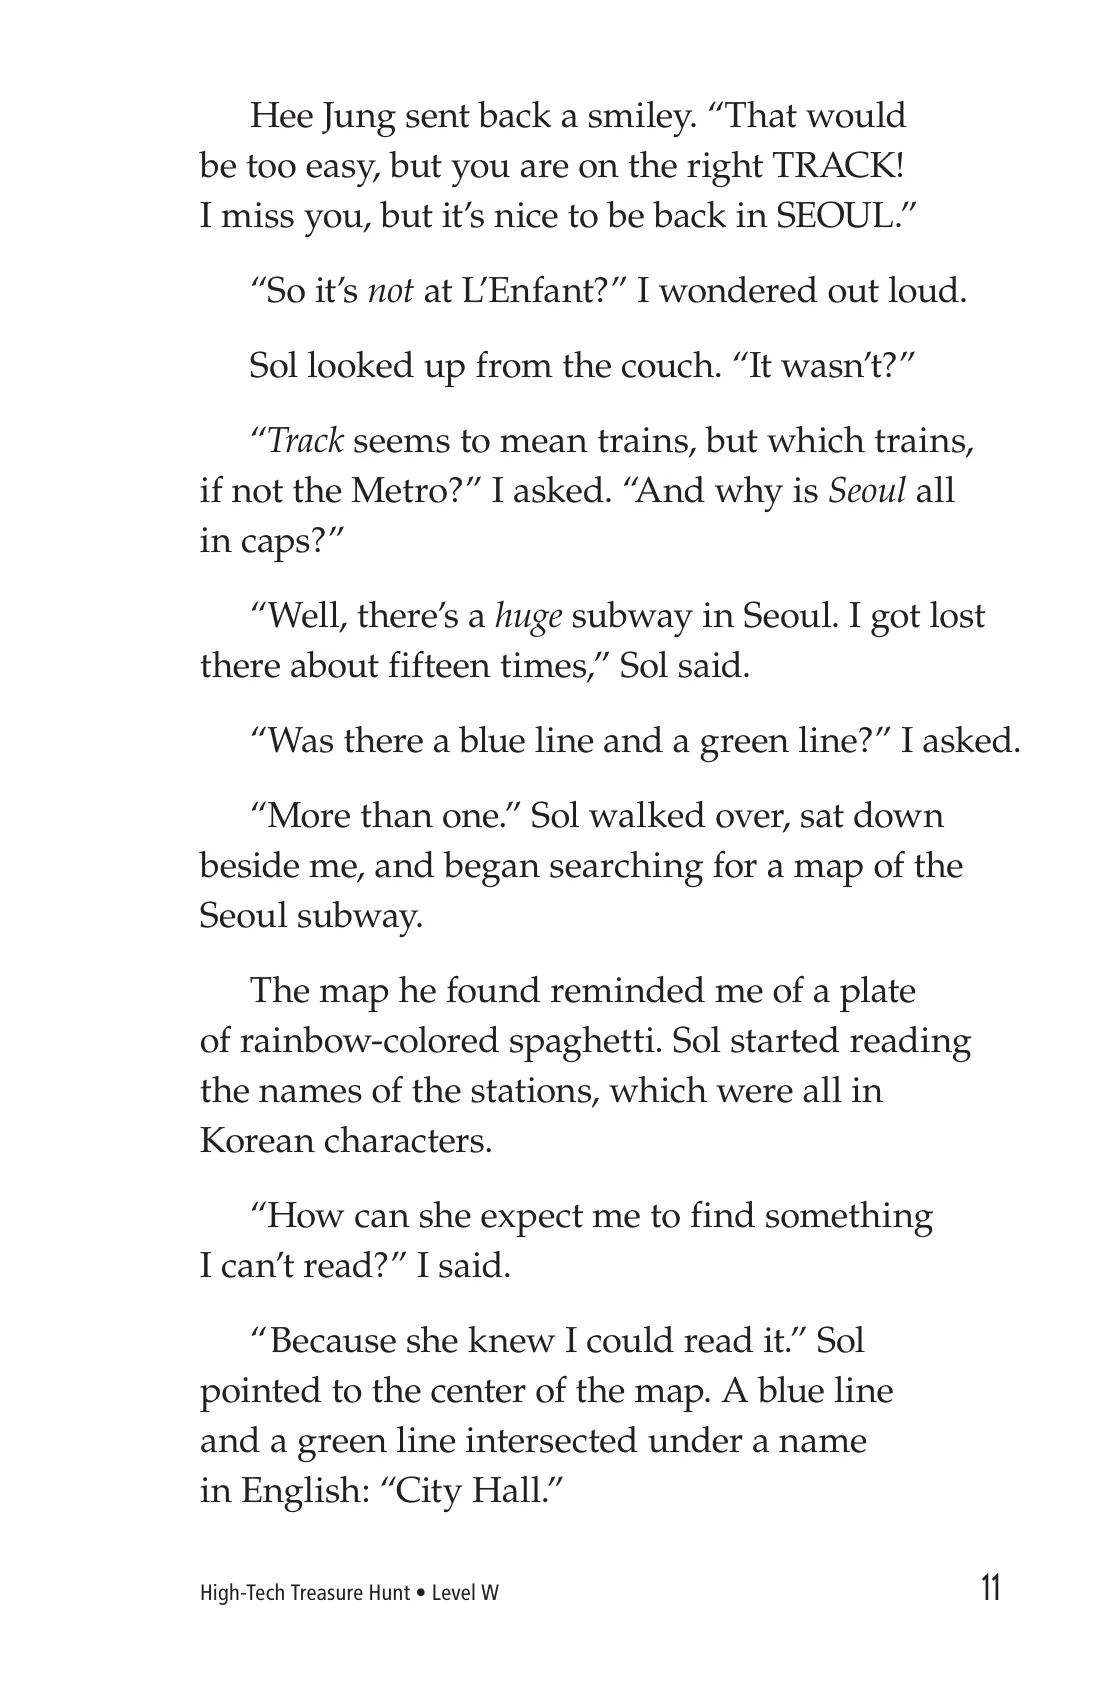 Hee Jung sent back a smiley. “That would
be too easy, but you are on the right TRACK!
I miss you, but it’s nice to be back in SEOUL.”
“So it’s not at L’Enfant?” I wondered out loud.
Sol looked up from the couch. “It wasn’t?”
“Track seems to mean trains, but which trains,
if not the Metro?” I asked. “And why is Seoul all
in caps?”
“Well, there’s a huge subway in Seoul. I got lost
there about fifteen times,” Sol said.
“Was there a blue line and a green line?” I asked.
“More than one.” Sol walked over, sat down
beside me, and began searching for a map of the
Seoul subway.
The map he found reminded me of a plate
of rainbow-colored spaghetti. Sol started reading
the names of the stations, which were all in
Korean characters.
“How can she expect me to find something
I can’t read?” I said.
“Because she knew I could read it.” Sol
pointed to the center of the map. A blue line
and a green line intersected under a name
in English: “City Hall.”
High-Tech Treasure Hunt • Level W 11